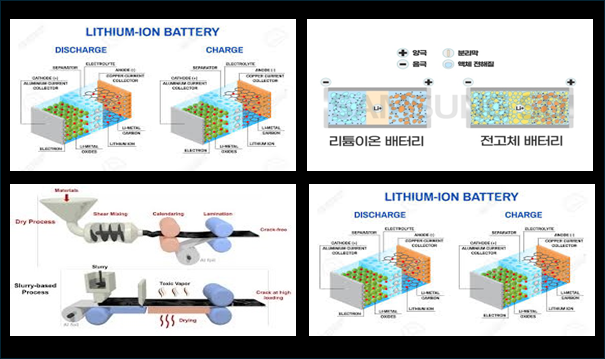 LITHIUM-ION BATTERY
DISCHARGE
CHARGE
SEPARATOR
ELECTROLYTE
CATHODE (+)
ALUMINIUM CURRENT
COLLECTOR
ANODE (-)
COPPER CURRENT
COLLECTOR
ELECTRON
LI-METAL
OXIDES
LI-METAL
CARBON
LITHIUM ION
SEPARATOR
ELECTROLYTE
CATHODE (+)
ALUMINIUM CURRENT
COLLECTOR
ANODE (-)
COPPER CURRENT
COLLECTOR
ELECTRON
LI-METAL
OXIDES
LI-METAL
CARBON
LITHIUM ION
양극
분리막
음극
액체 전해질
Li+
Li+
리튬이온 배터리
전고체 배터리
Materials
Dry Process
Shear Mixing
Calendaring
Lamination
Crack-free
Al foil
Slurry
Slurry-based
Process
Toxic Vapor
Crack at high
loading
Al foil
Drying
LITHIUM-ION BATTERY
DISCHARGE
CHARGE
SEPARATOR
ELECTROLYTE
CATHODE (+)
ALUMINIUM CURRENT
COLLECTOR
ANODE (-)
COPPER CURRENT
COLLECTOR
ELECTRON
LI-METAL
OXIDES
LI-METAL
CARBON
LITHIUM ION
SEPARATOR
ELECTROLYTE
CATHODE (+)
ALUMINIUM CURRENT
COLLECTOR
ANODE (-)
COPPER CURRENT
COLLECTOR
ELECTRON
LI-METAL
OXIDES
LI-METAL
CARBON
LITHIUM ION